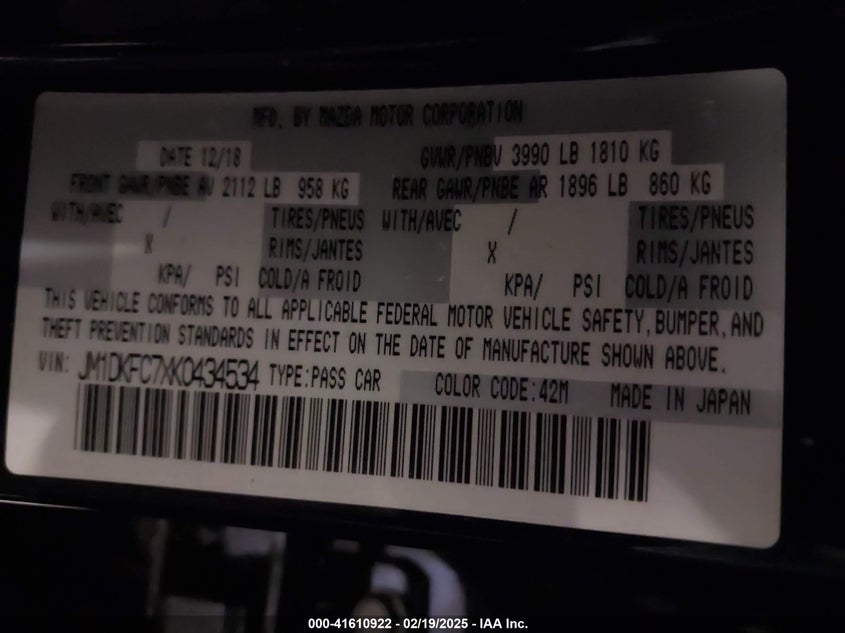 MFD. BY MAZDA MOTOR CORPORATION
DATE 12/18 GVWR/PNBV 3990 LB 1810 KG
FRONT GAWR/PNBE AV 2112 LB 958 KG REAR GAWR/PNBE AR 1896 LB 860 KG
WITH/AVEC / TIRES/PNEUS WITH/AVEC / TIRES/PNEUS
X RIMS/JANTES X RIMS/JANTES
KPA/ PSI COLD/A FROID KPA/ PSI COLD/A FROID
THIS VEHICLE CONFORMS TO ALL APPLICABLE FEDERAL MOTOR VEHICLE SAFETY, BUMPER, AND
THEFT PREVENTION STANDARDS IN EFFECT ON THE DATE OF MANUFACTURE SHOWN ABOVE.
VIN: JM1DKFC7XK0434534 TYPE:PASS CAR COLOR CODE:42M MADE IN JAPAN
000-41610922 - 02/19/2025 - IAA Inc.